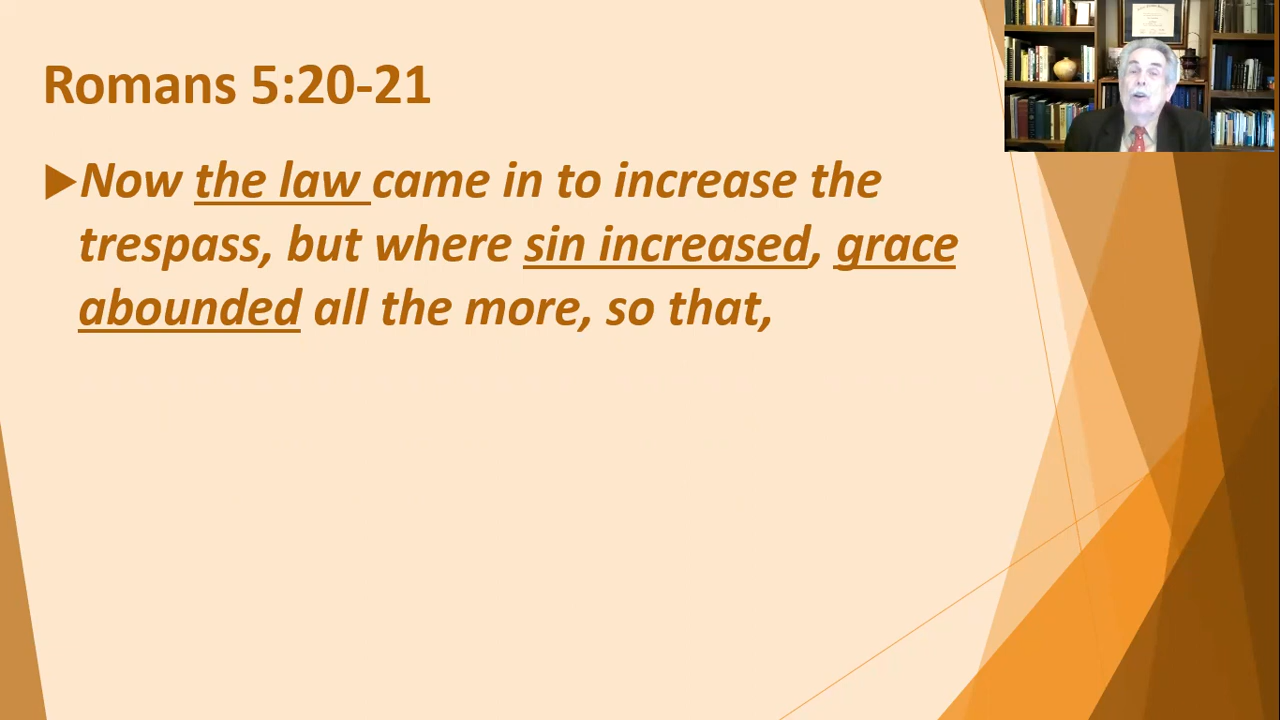 Romans 5:20-21
Now the law came in to increase the
trespass, but where sin increased, grace
abounded all the more, so that,